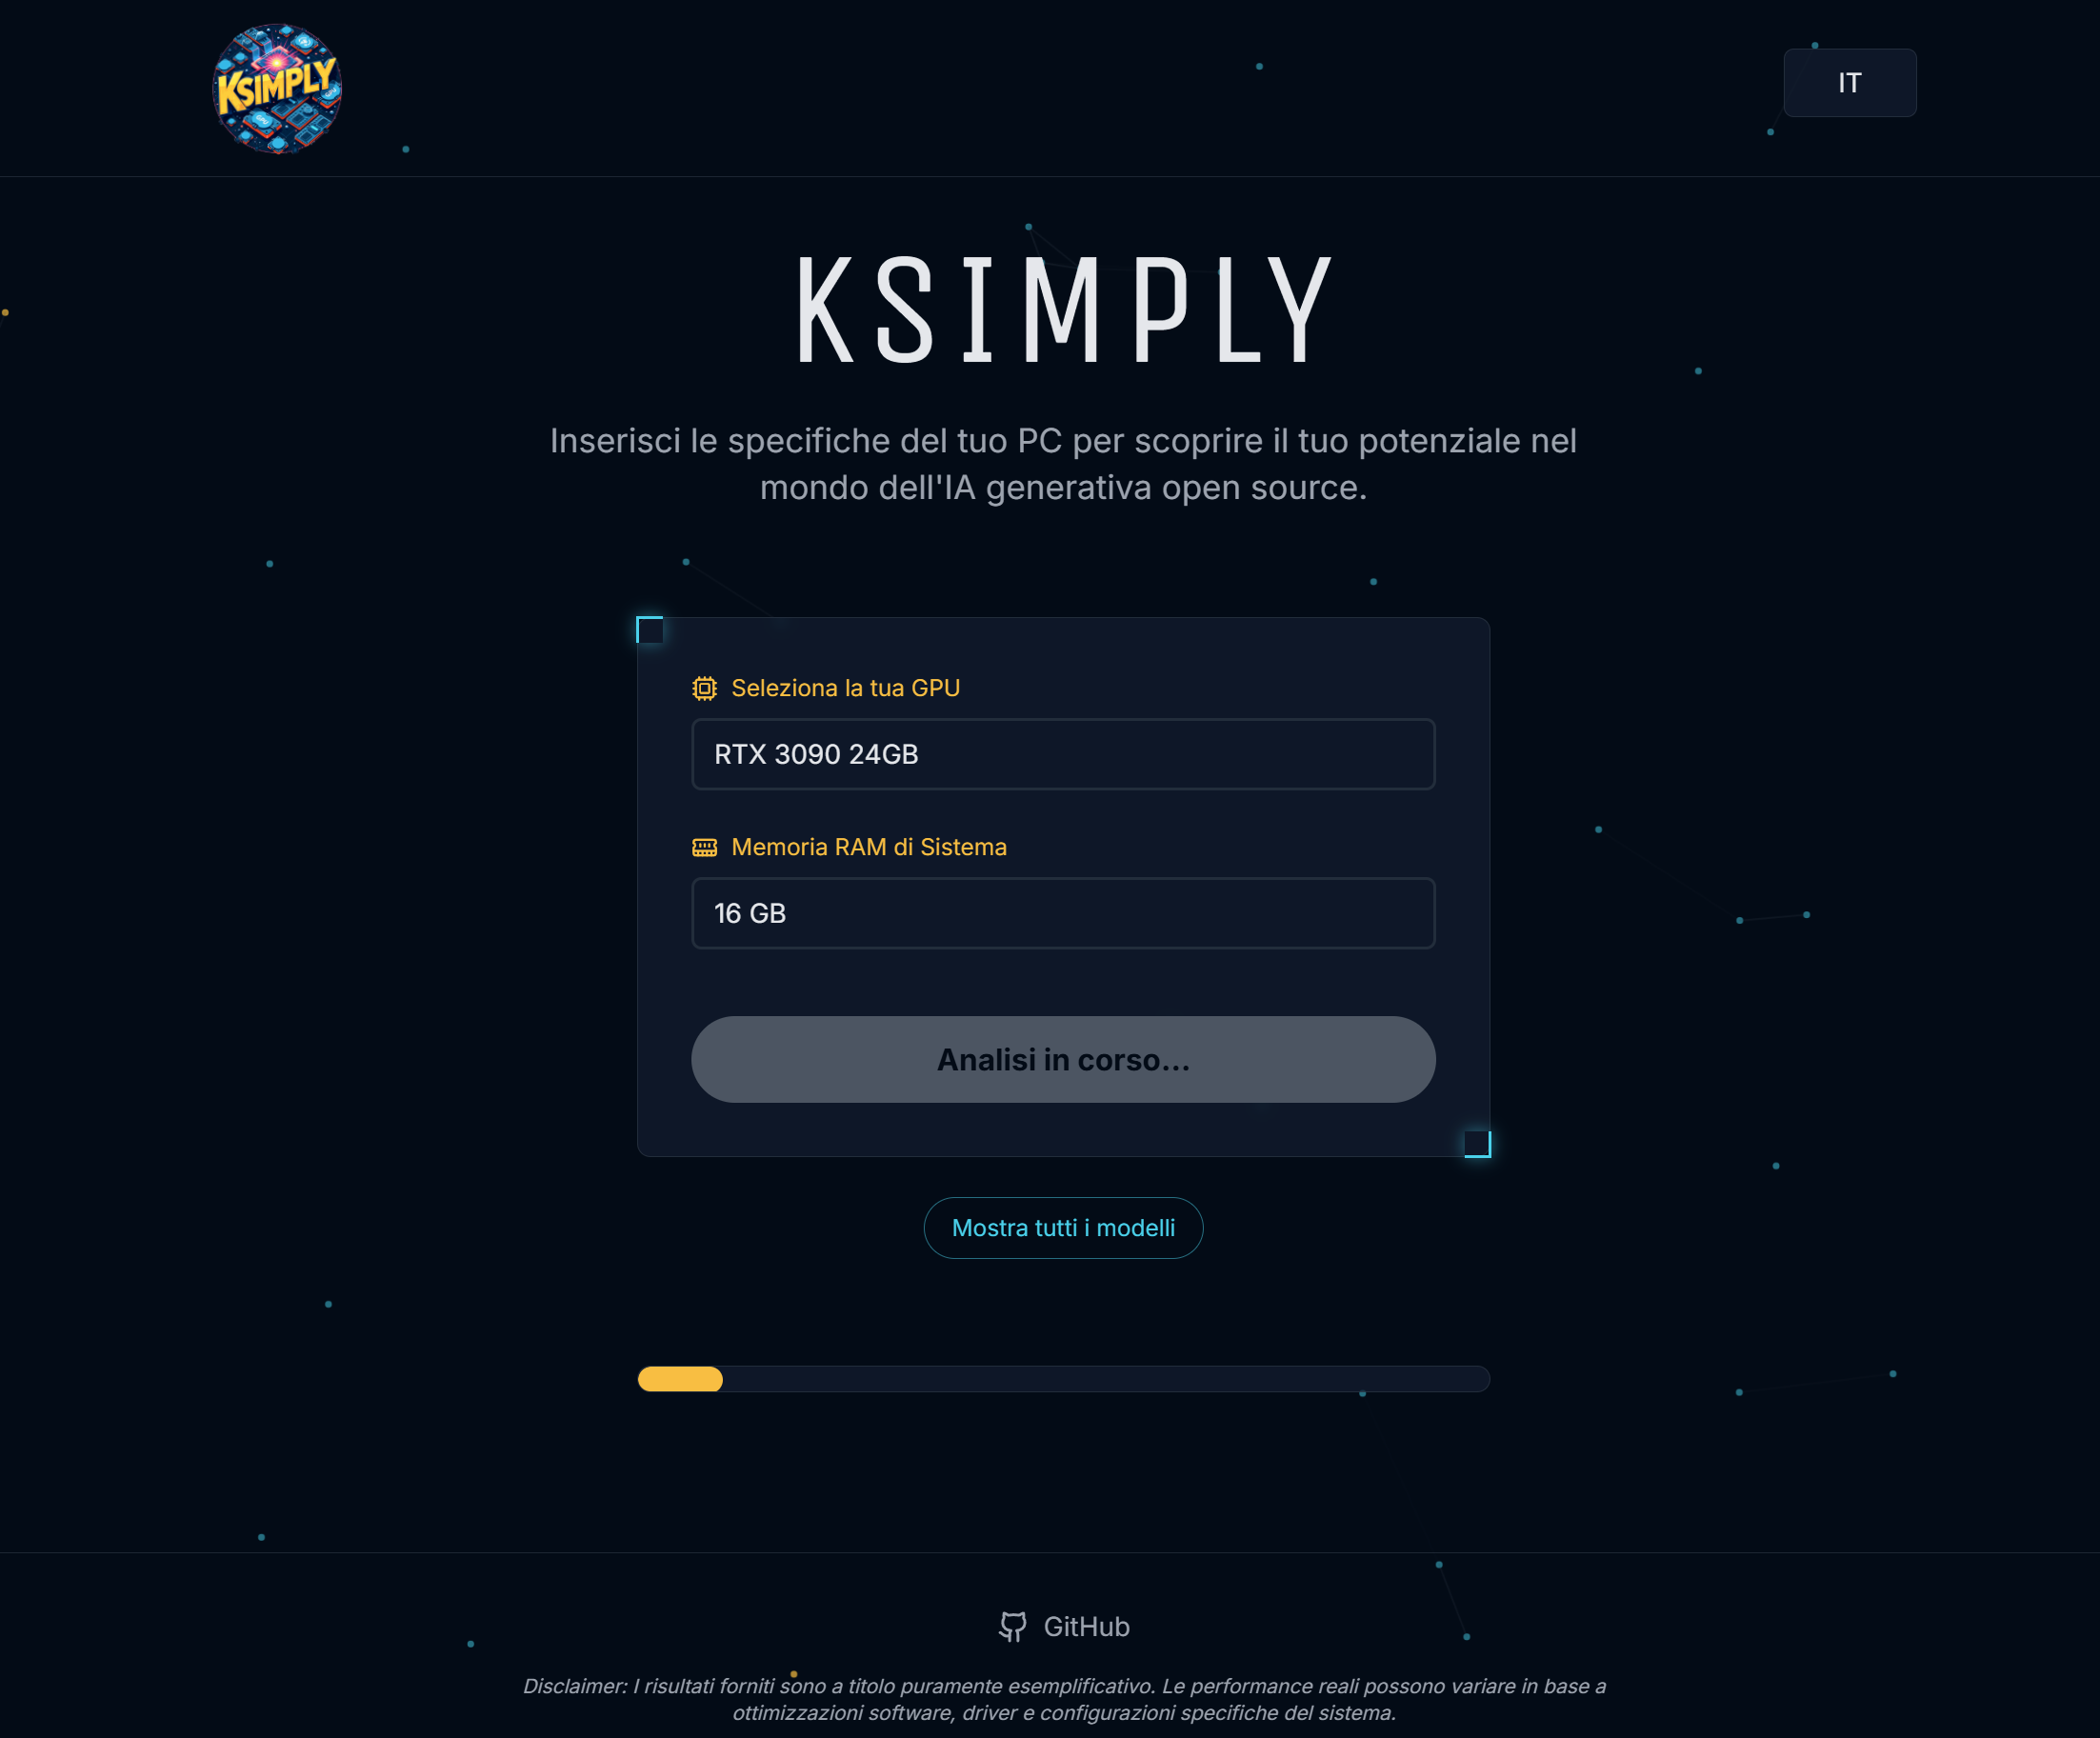 KSIMPLY
IT
KSIMPLY
Inserisci le specifiche del tuo PC per scoprire il tuo potenziale nel
mondo dell'IA generativa open source.
Seleziona la tua GPU
RTX 3090 24GB
Memoria RAM di Sistema
16 GB
Analisi in corso...
Mostra tutti i modelli
GitHub
Disclaimer: I risultati forniti sono a titolo puramente esemplificativo. Le performance reali possono variare in base a
ottimizzazioni software, driver e configurazioni specifiche del sistema.